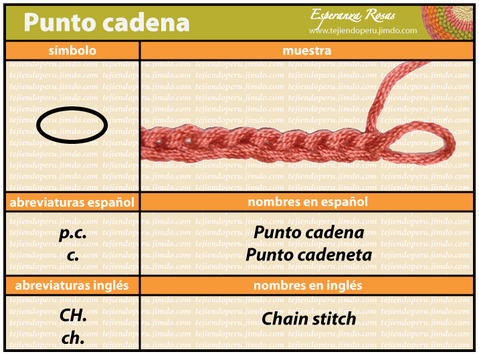 Punto cadena
Esperanza Rosas
www.tejiendoperu.jimdo.com
símbolo
muestra
abreviaturas español
nombres en español
p.c.
c.
Punto cadena
Punto cadeneta
abreviaturas inglés
nombres en inglés
CH.
ch.
Chain stitch
tejiendoperu.jimdo.com